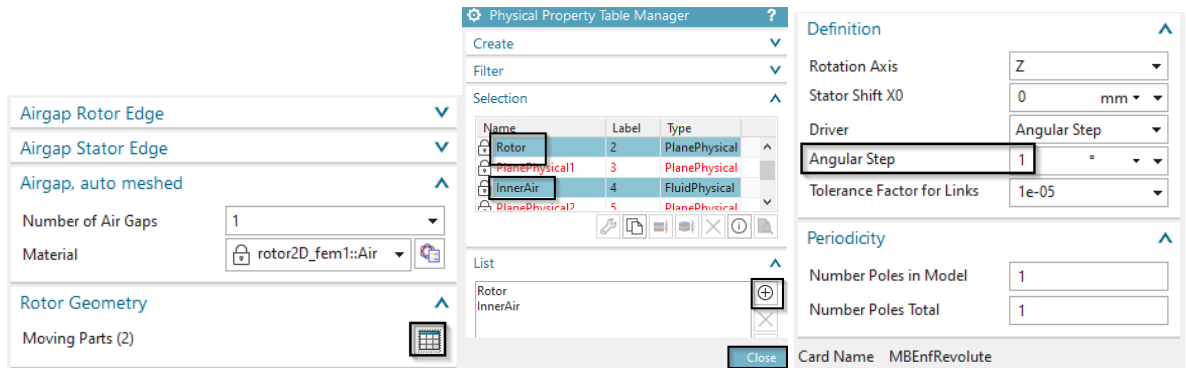 Airgap Rotor Edge
Airgap Stator Edge
Airgap, auto meshed
Number of Air Gaps 1
Material rotor2D_fem1::Air
Rotor Geometry
Moving Parts (2)
Physical Property Table Manager ?
Create
Filter
Selection
Name Label Type
Rotor 2 PlanePhysical
PlanePhysical1 3 PlanePhysical
InnerAir 4 FluidPhysical
PlanePhysical2 5 PlanePhysical
List
Rotor
InnerAir
Close
Definition
Rotation Axis Z
Stator Shift X0 0 mm
Driver Angular Step
Angular Step 1 °
Tolerance Factor for Links 1e-05
Periodicity
Number Poles in Model 1
Number Poles Total 1
Card Name MBEnfRevolute